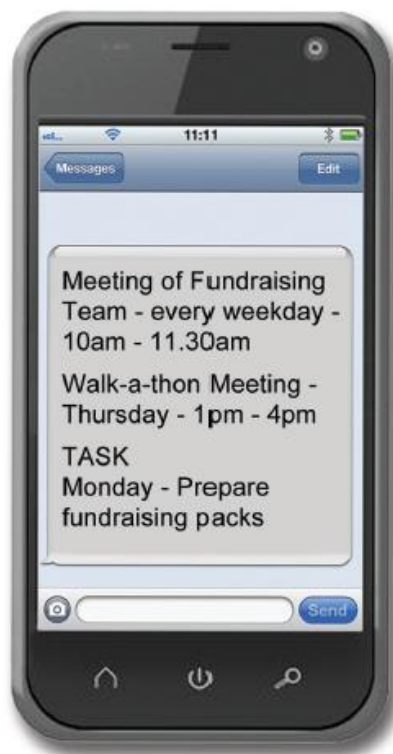 11:11
Messages
Edit
Meeting of Fundraising
Team - every weekday -
10am - 11.30am
Walk-a-thon Meeting -
Thursday - 1pm - 4pm
TASK
Monday - Prepare
fundraising packs
Send